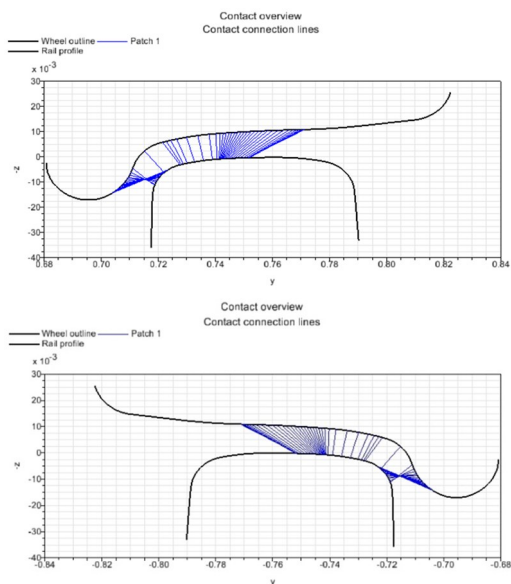 Contact overview
Contact connection lines
Wheel outline Patch 1
Rail profile
x 10-3
30
20
10
0
-10
-20
-30
-40
-z
0.68 0.70 0.72 0.74 0.76 0.78 0.80 0.82 0.84
y
Contact overview
Contact connection lines
Wheel outline Patch 1
Rail profile
x 10-3
30
20
10
0
-10
-20
-30
-40
-z
-0.84 -0.82 -0.80 -0.78 -0.76 -0.74 -0.72 -0.70 -0.68
y